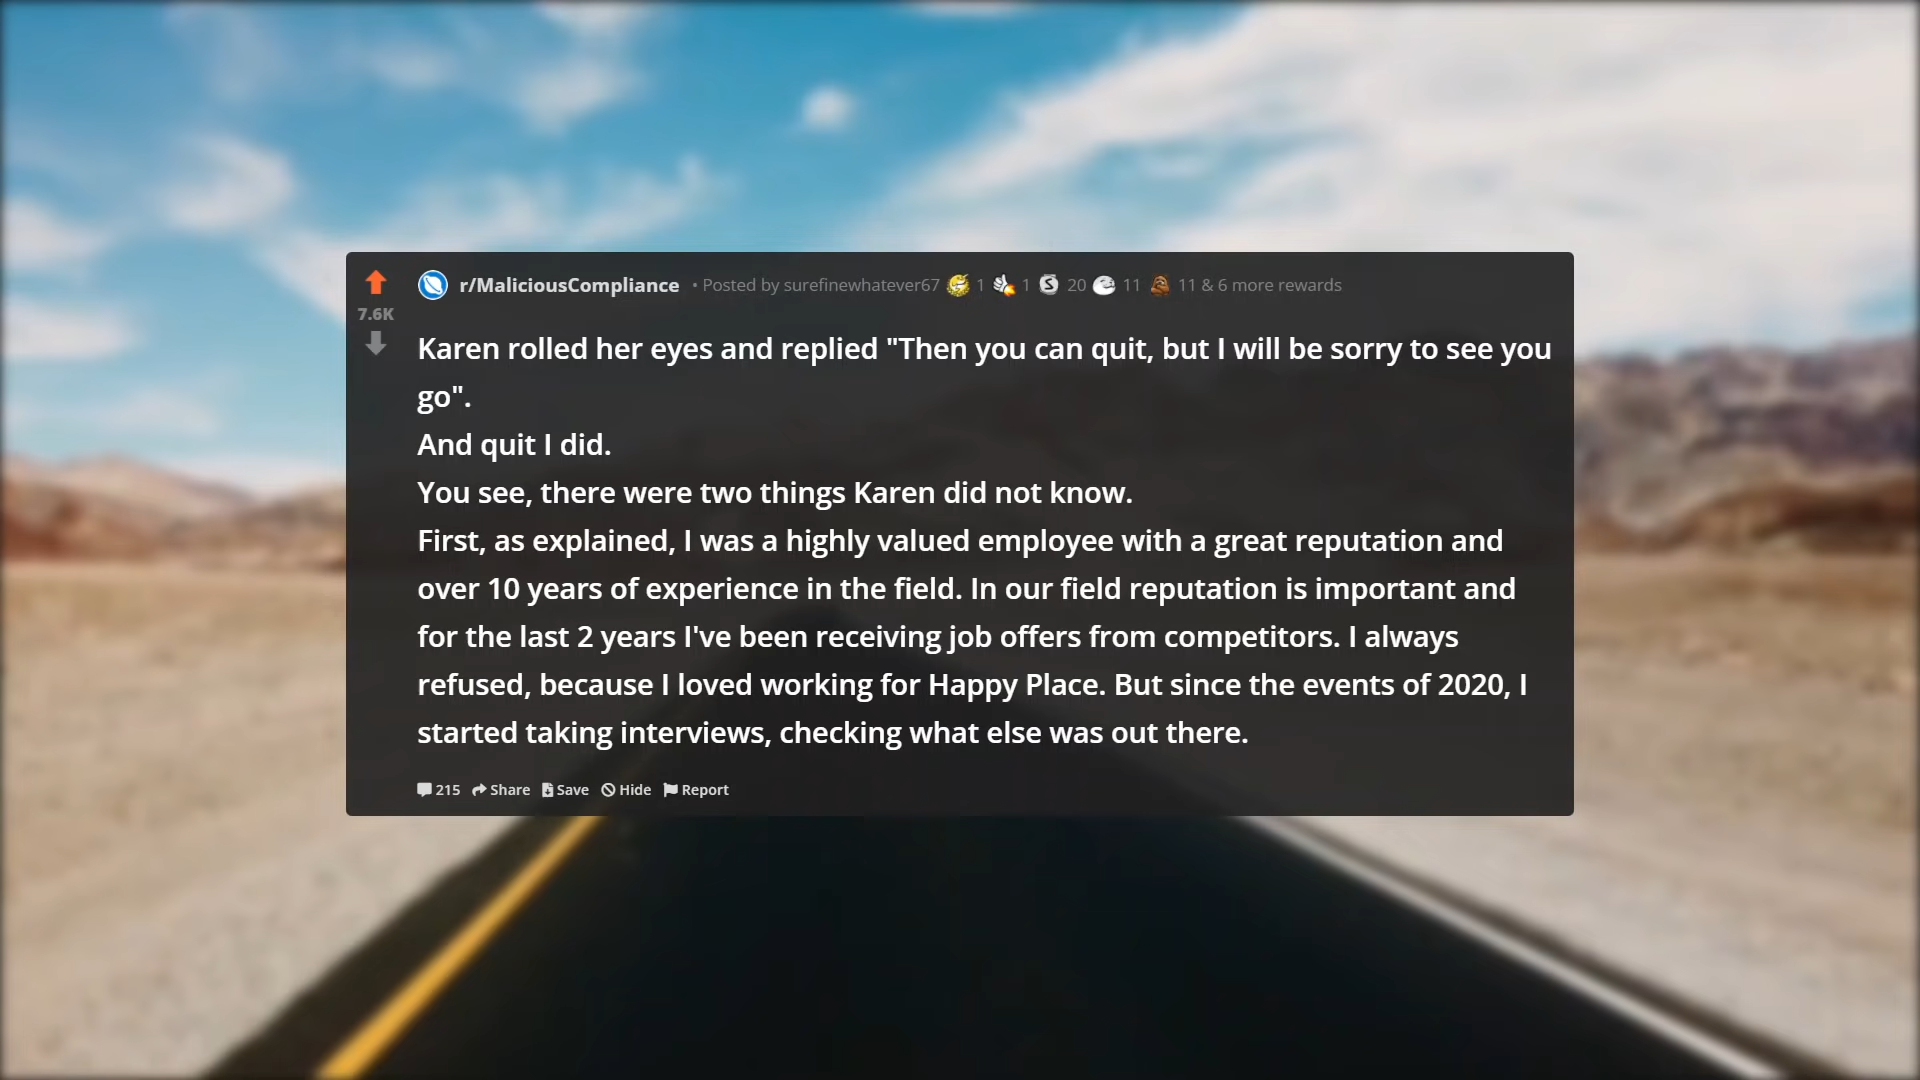 r/MaliciousCompliance • Posted by surefinewhatever67 1 1 20 11 11 & 6 more rewards
7.6K
Karen rolled her eyes and replied "Then you can quit, but I will be sorry to see you
go".
And quit I did.
You see, there were two things Karen did not know.
First, as explained, I was a highly valued employee with a great reputation and
over 10 years of experience in the field. In our field reputation is important and
for the last 2 years I've been receiving job offers from competitors. I always
refused, because I loved working for Happy Place. But since the events of 2020, I
started taking interviews, checking what else was out there.
215 Share Save Hide Report